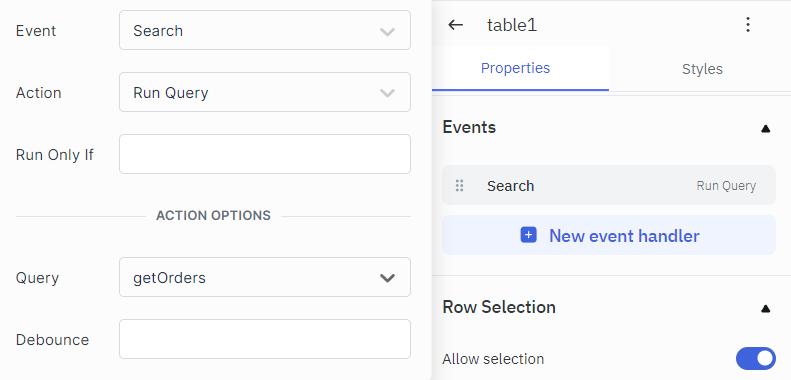 Event
Search
Action
Run Query
Run Only If
ACTION OPTIONS
Query
getOrders
Debounce
table1
Properties
Styles
Events
Search
Run Query
New event handler
Row Selection
Allow selection